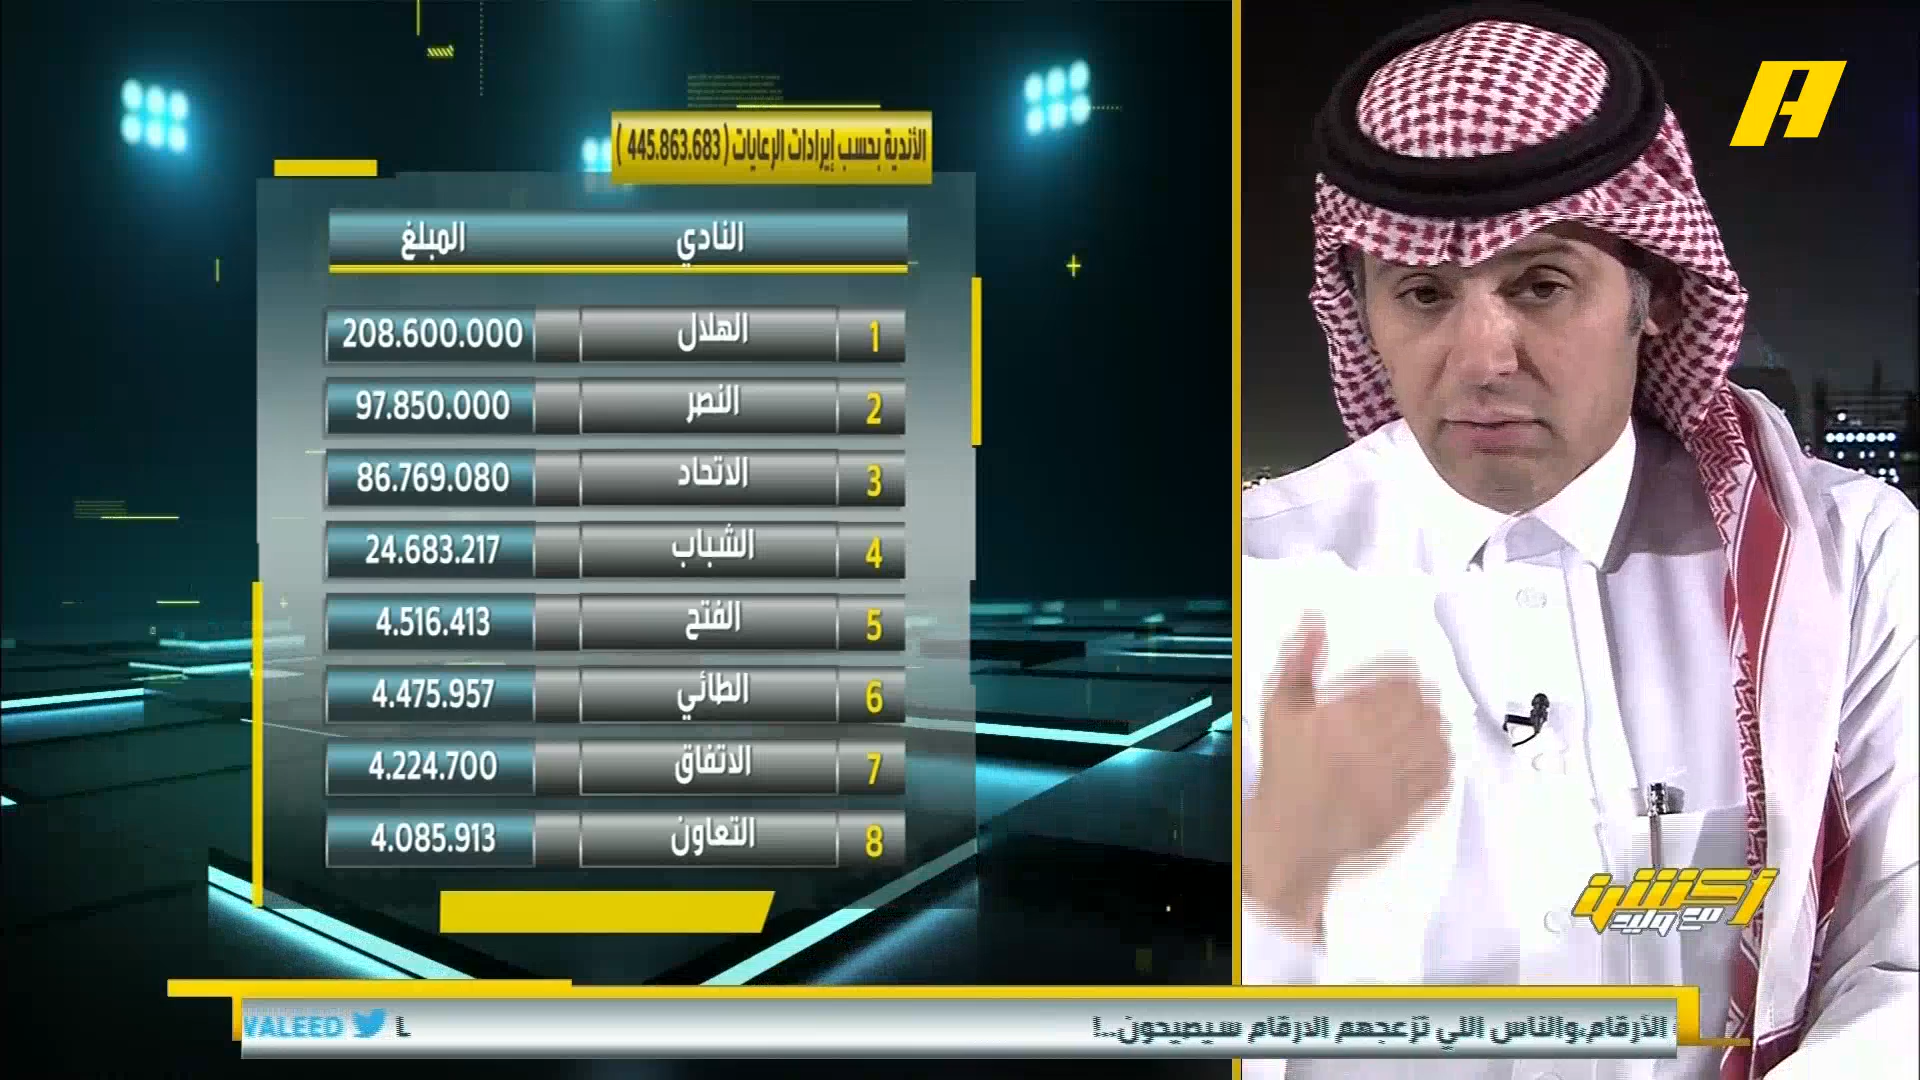 الأندية بحسب إيرادات الرعايات ( 445.863.683 )
النادي المبلغ
1 الهلال 208.600.000
2 النصر 97.850.000
3 الاتحاد 86.769.080
4 الشباب 24.683.217
5 الفتح 4.516.413
6 الطائي 4.475.957
7 الاتفاق 4.224.700
8 التعاون 4.085.913
أكشن
مع وليد
الأرقام.والناس اللي تزعجهم الارقام سيصيحون..!
VALEED